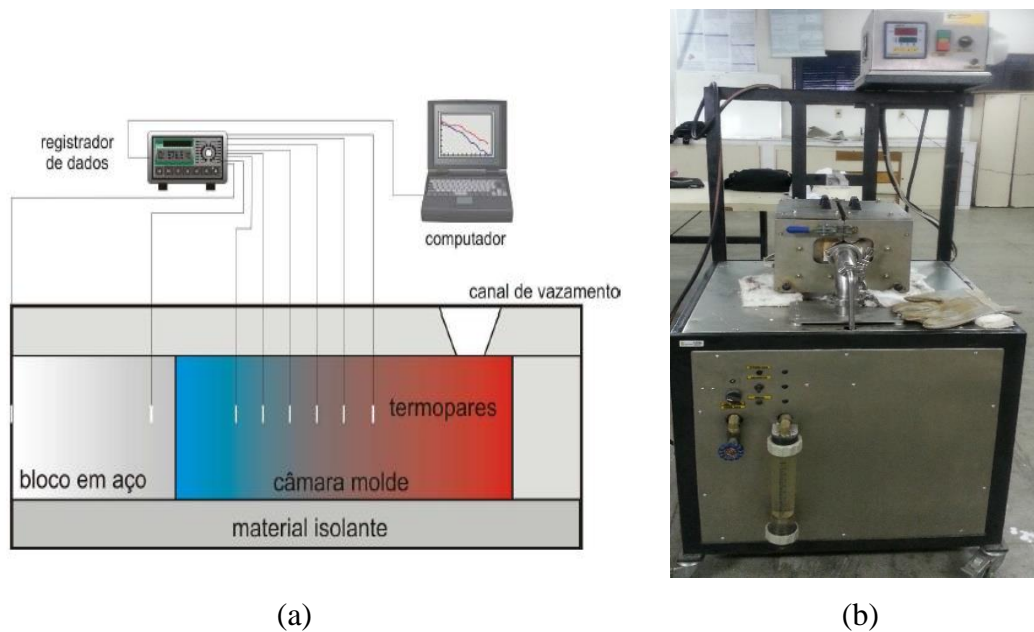 registrador
de dados
computador
canal de vazamento
termopares
bloco em aço
câmara molde
material isolante
(a)
(b)